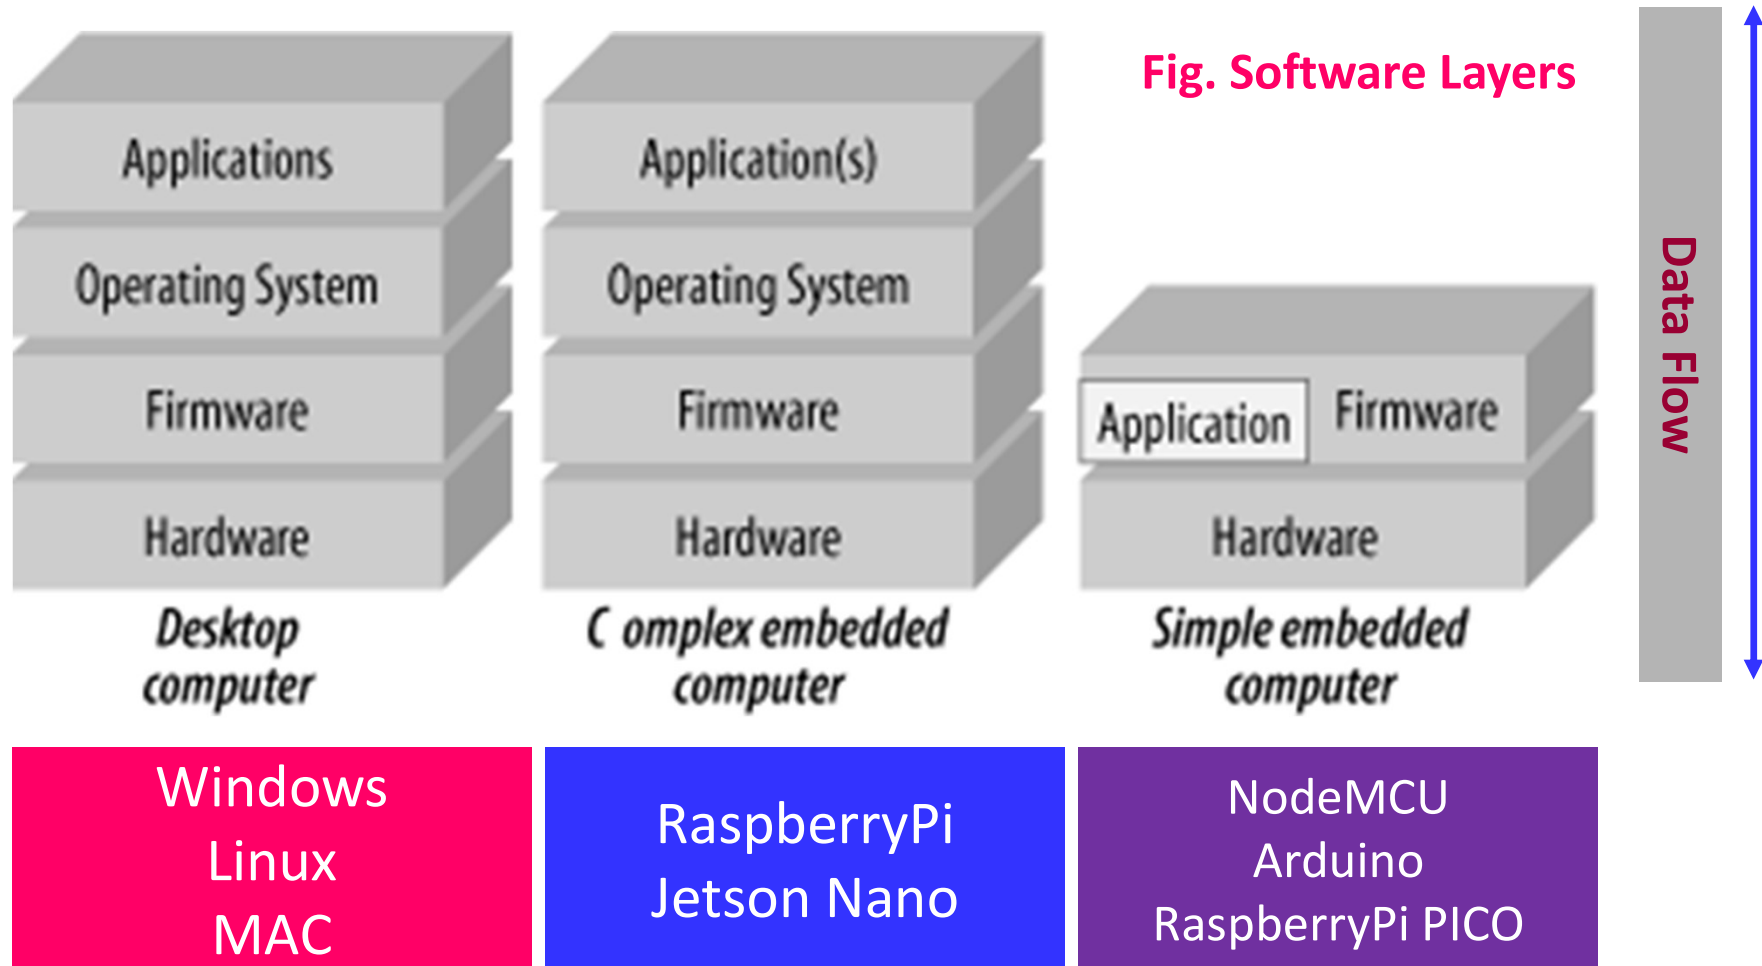 Fig. Software Layers
Applications
Operating System
Firmware
Hardware
Desktop
computer
Application(s)
Operating System
Firmware
Hardware
C omplex embedded
computer
Application
Firmware
Hardware
Simple embedded
computer
Data Flow
Windows
Linux
MAC
RaspberryPi
Jetson Nano
NodeMCU
Arduino
RaspberryPi PICO